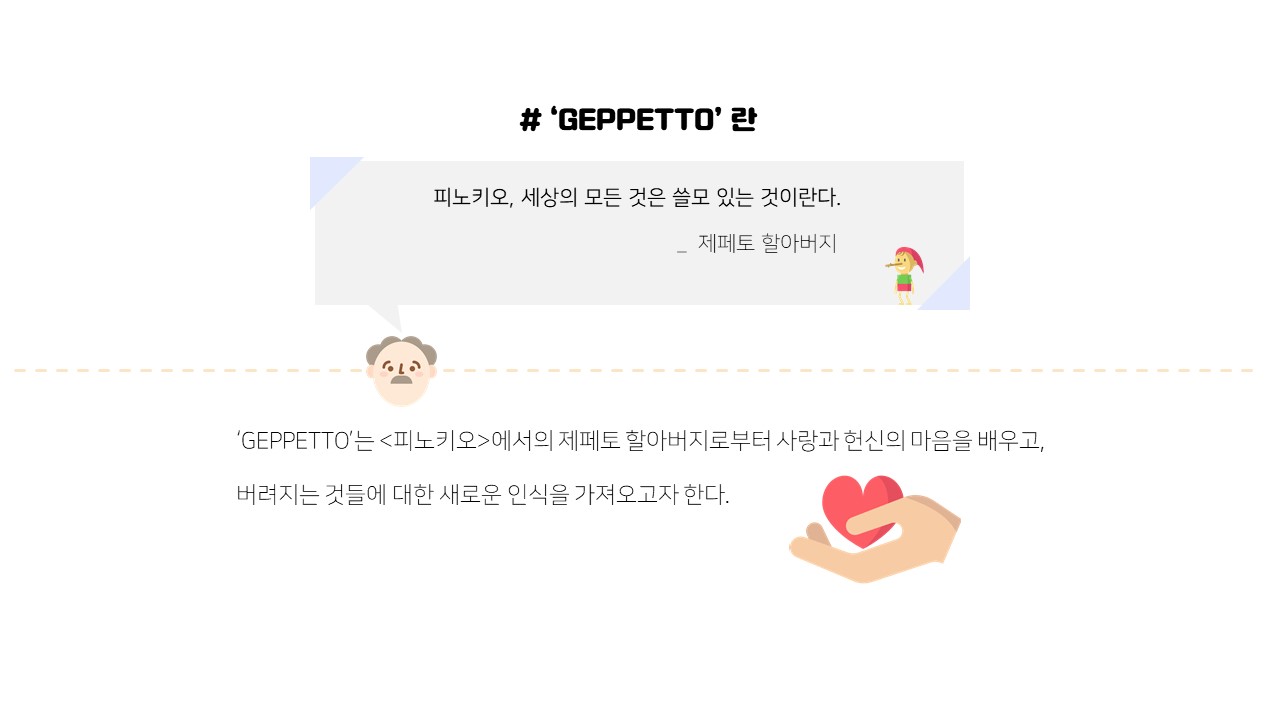 # ‘GEPPETTO’ 란
피노키오, 세상의 모든 것은 쓸모 있는 것이란다.
_ 제페토 할아버지
‘GEPPETTO’는 <피노키오>에서의 제페토 할아버지로부터 사랑과 헌신의 마음을 배우고,
버려지는 것들에 대한 새로운 인식을 가져오고자 한다.